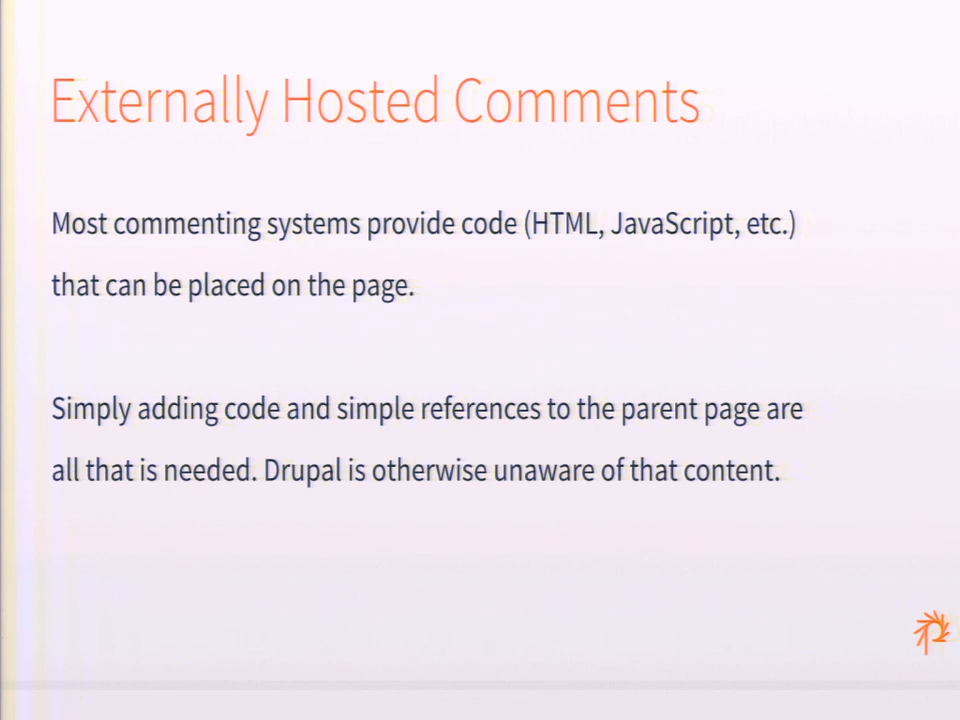 Externally Hosted Comments
Most commenting systems provide code (HTML, JavaScript, etc.)
that can be placed on the page.
Simply adding code and simple references to the parent page are
all that is needed. Drupal is otherwise unaware of that content.